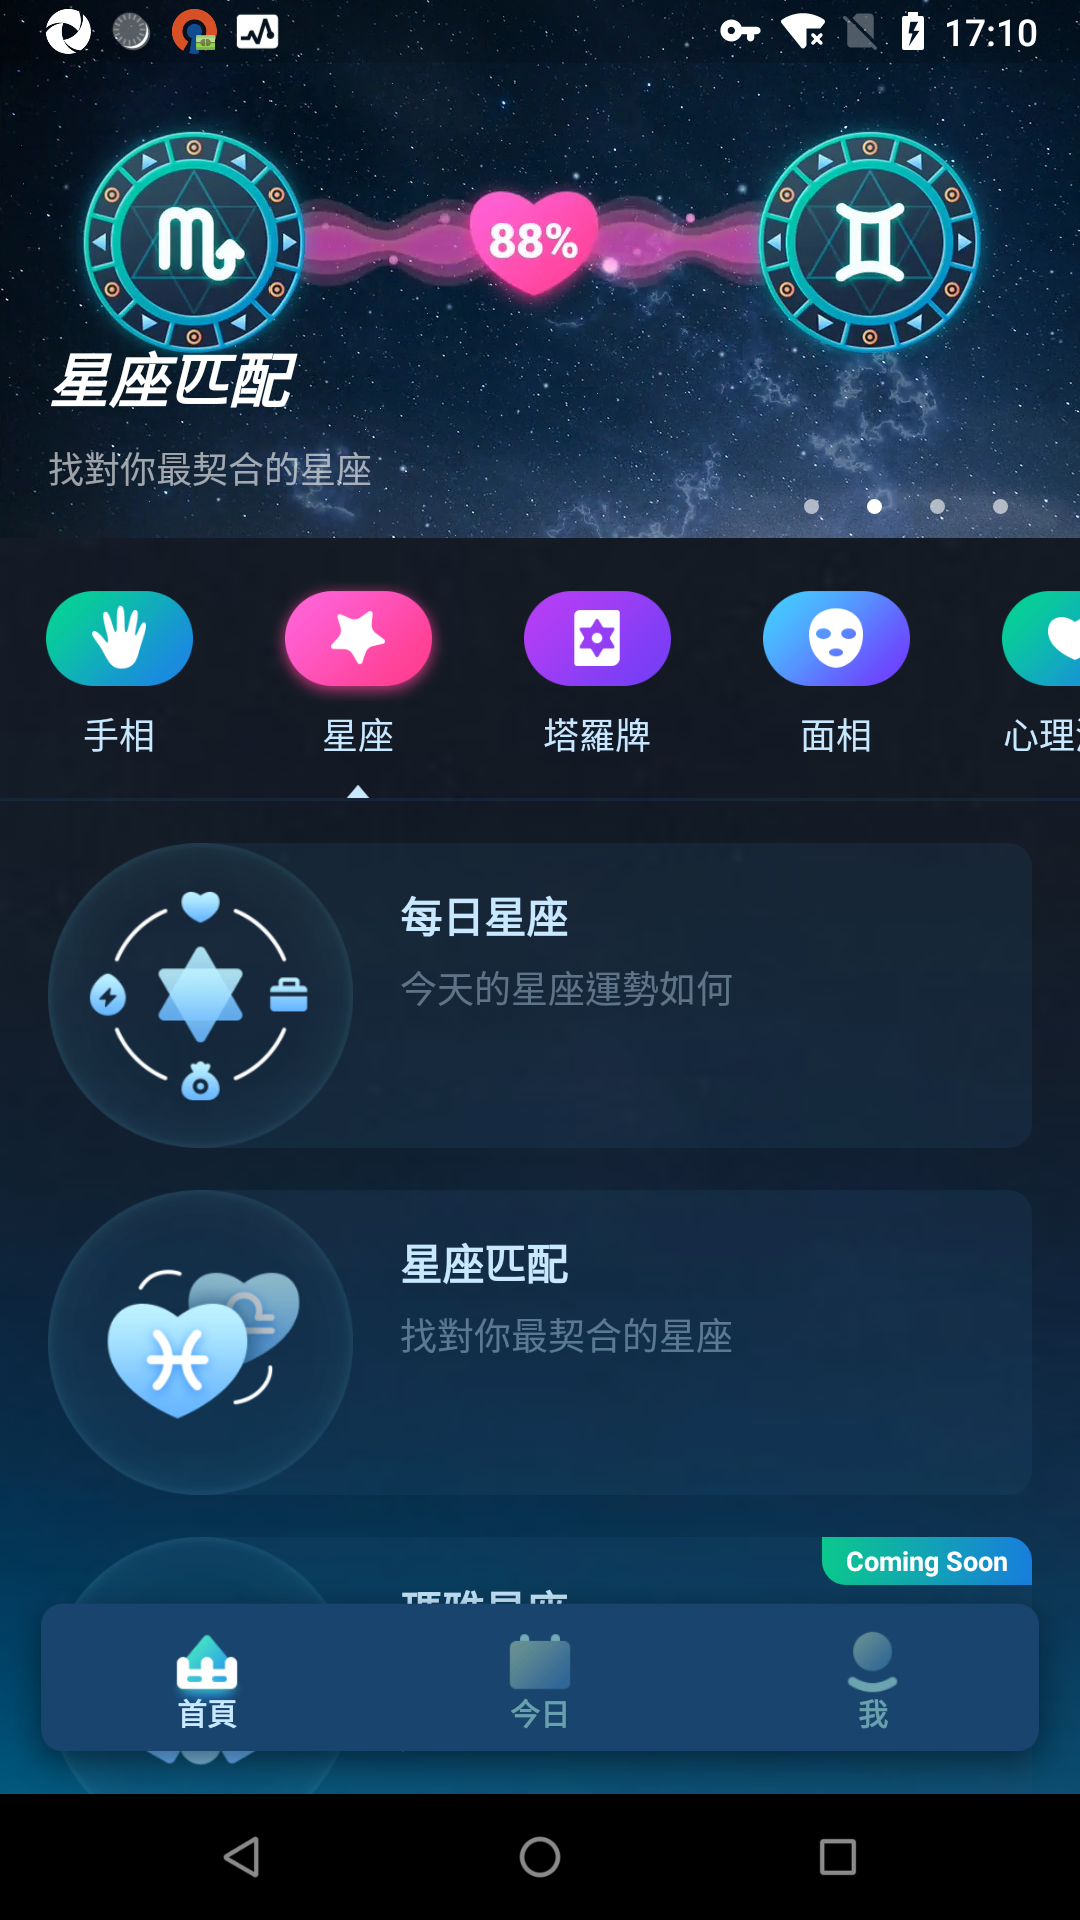 17:10
88%
星座匹配
找對你最契合的星座
手相
星座
塔羅牌
面相
心理
每日星座
今天的星座運勢如何
星座匹配
找對你最契合的星座
Coming Soon
首頁
今日
我